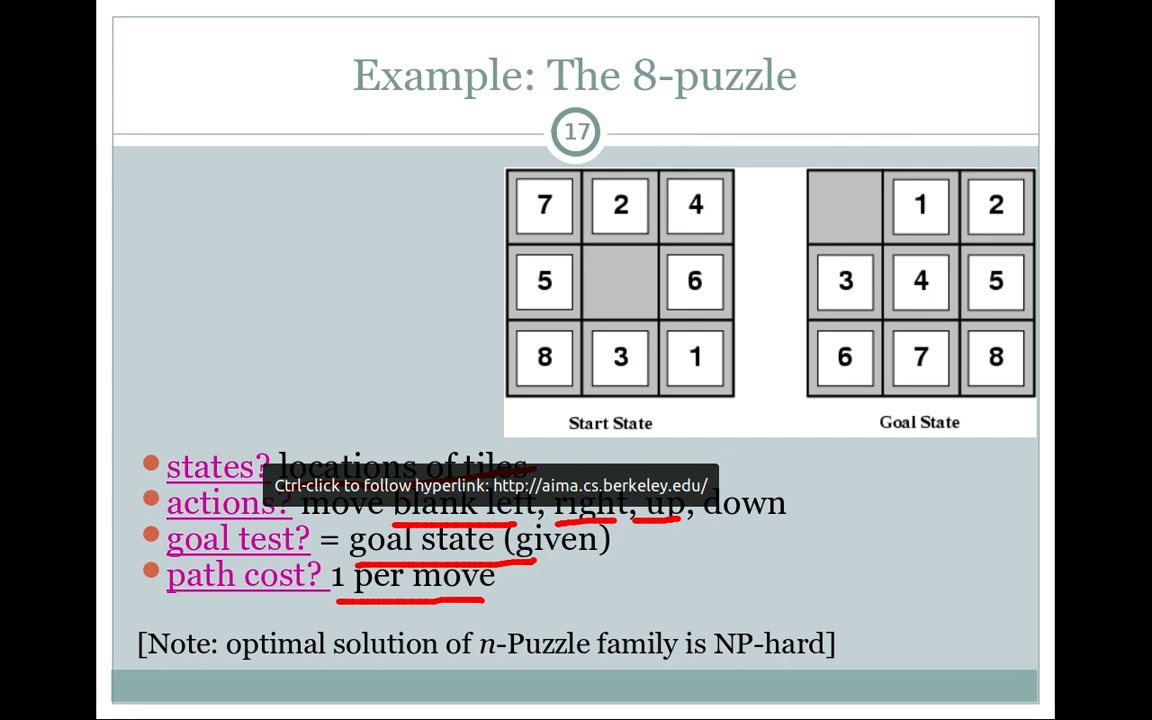 Example: The 8-puzzle
17
7 2 4
5 6
8 3 1
Start State
1 2
3 4 5
6 7 8
Goal State
states? locations of tiles
Ctrl-click to follow hyperlink: http://aima.cs.berkeley.edu/
actions? move blank left, right, up, down
goal test? = goal state (given)
path cost? 1 per move
[Note: optimal solution of n-Puzzle family is NP-hard]